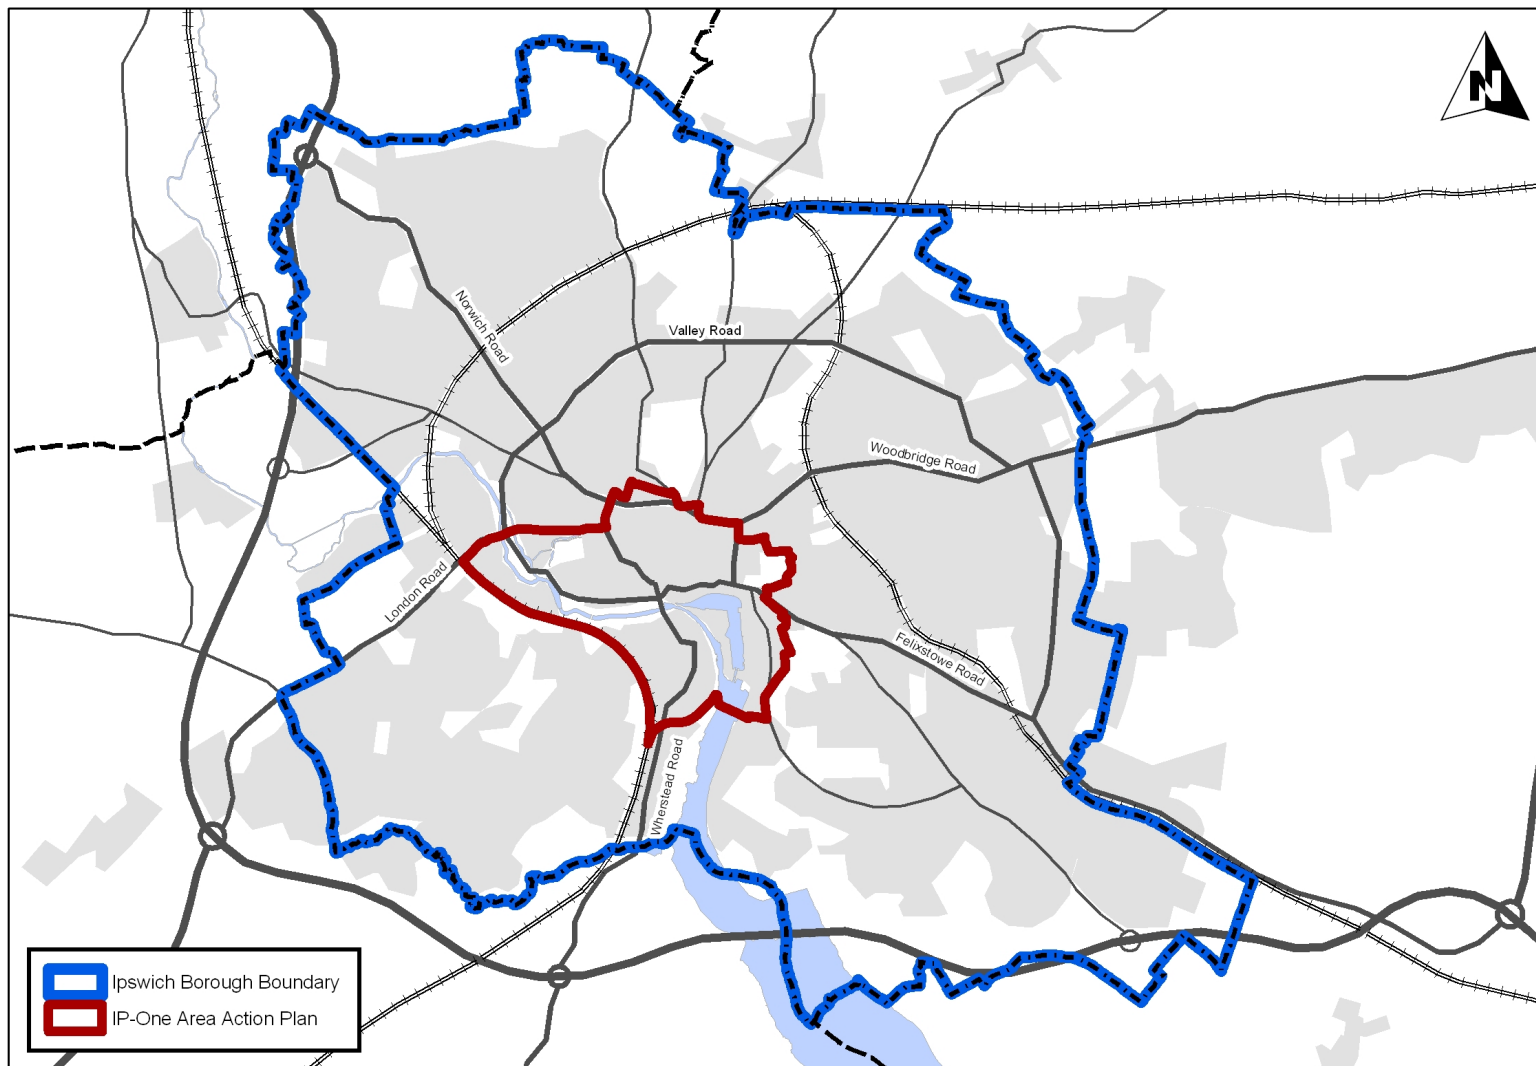 N
Norwich Road
Valley Road
Woodbridge Road
London Road
Felixstowe Road
Wherstead Road
Ipswich Borough Boundary
IP-One Area Action Plan